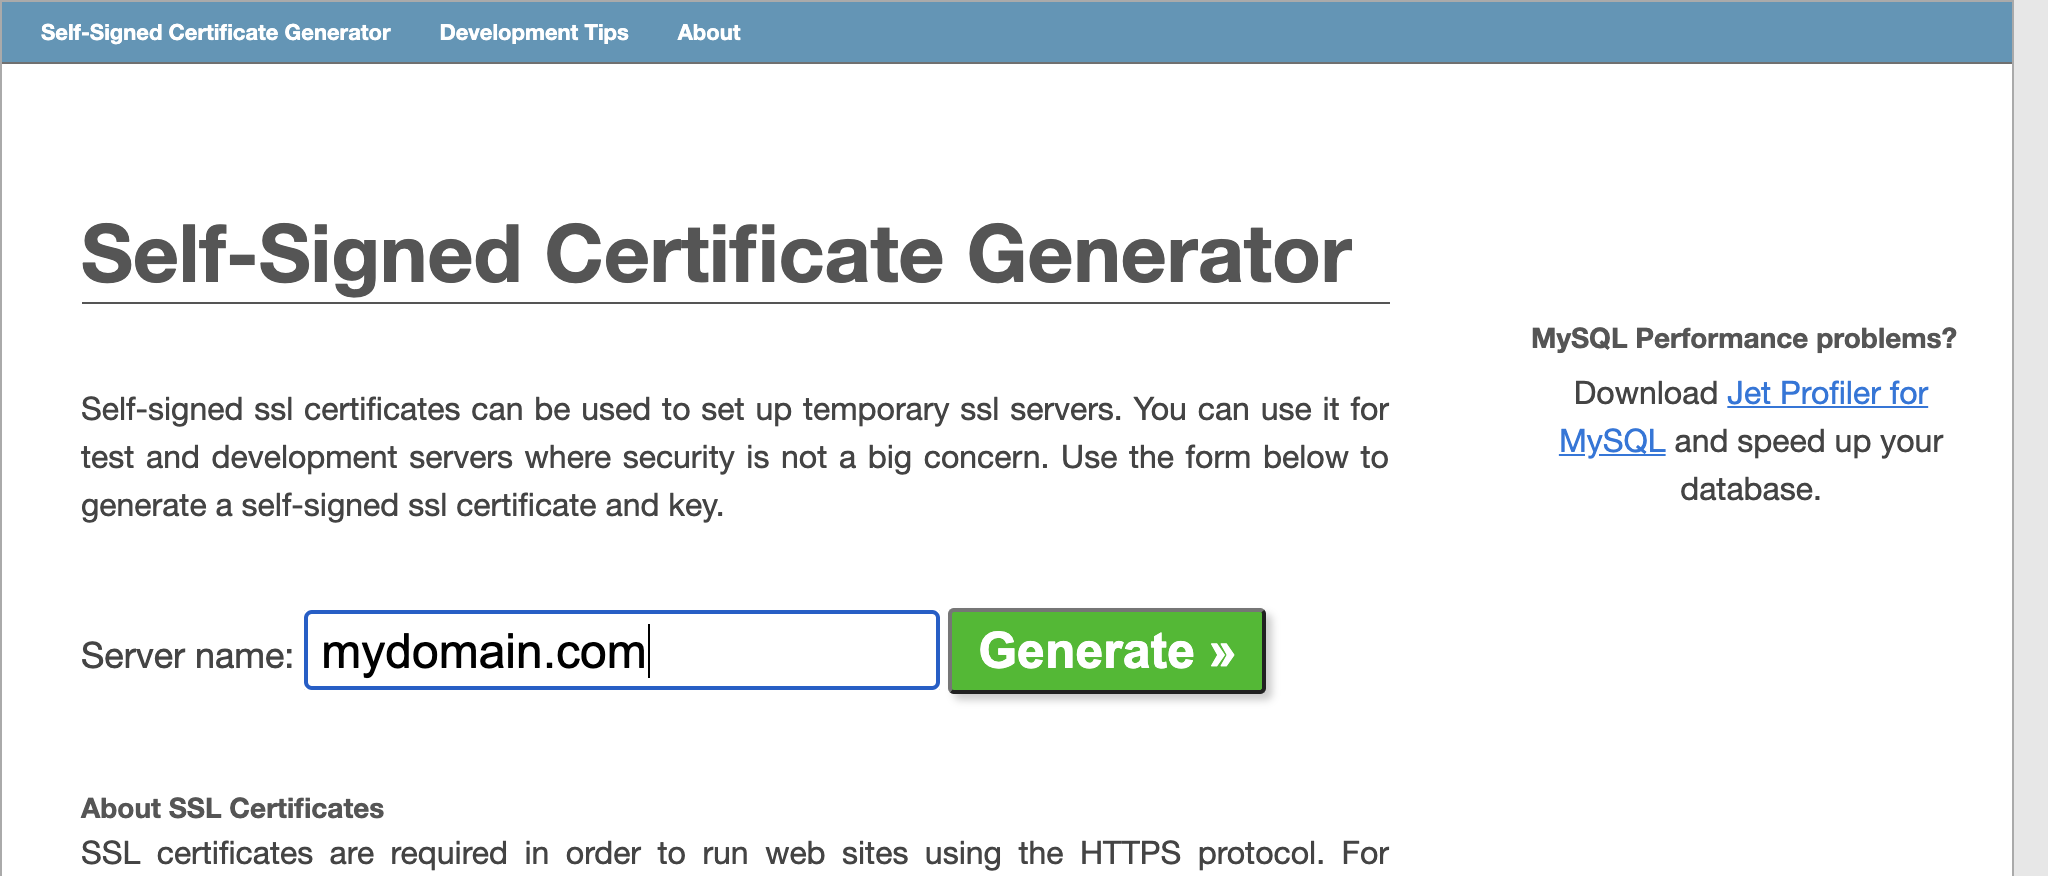 Self-Signed Certificate Generator Development Tips About
Self-Signed Certificate Generator
Self-signed ssl certificates can be used to set up temporary ssl servers. You can use it for
test and development servers where security is not a big concern. Use the form below to
generate a self-signed ssl certificate and key.
Server name: mydomain.com Generate »
About SSL Certificates
SSL certificates are required in order to run web sites using the HTTPS protocol. For
MySQL Performance problems?
Download Jet Profiler for
MySQL and speed up your
database.